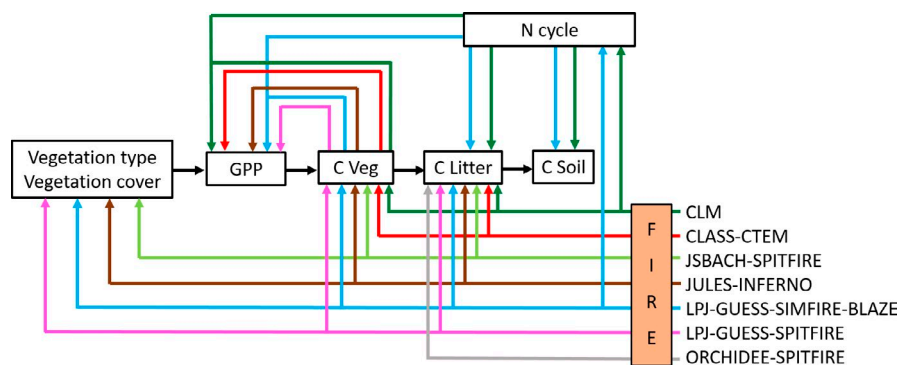 N cycle
Vegetation type
Vegetation cover
GPP
C Veg
C Litter
C Soil
F
I
R
E
CLM
CLASS-CTEM
JSBACH-SPITFIRE
JULES-INFERNO
LPJ-GUESS-SIMFIRE-BLAZE
LPJ-GUESS-SPITFIRE
ORCHIDEE-SPITFIRE